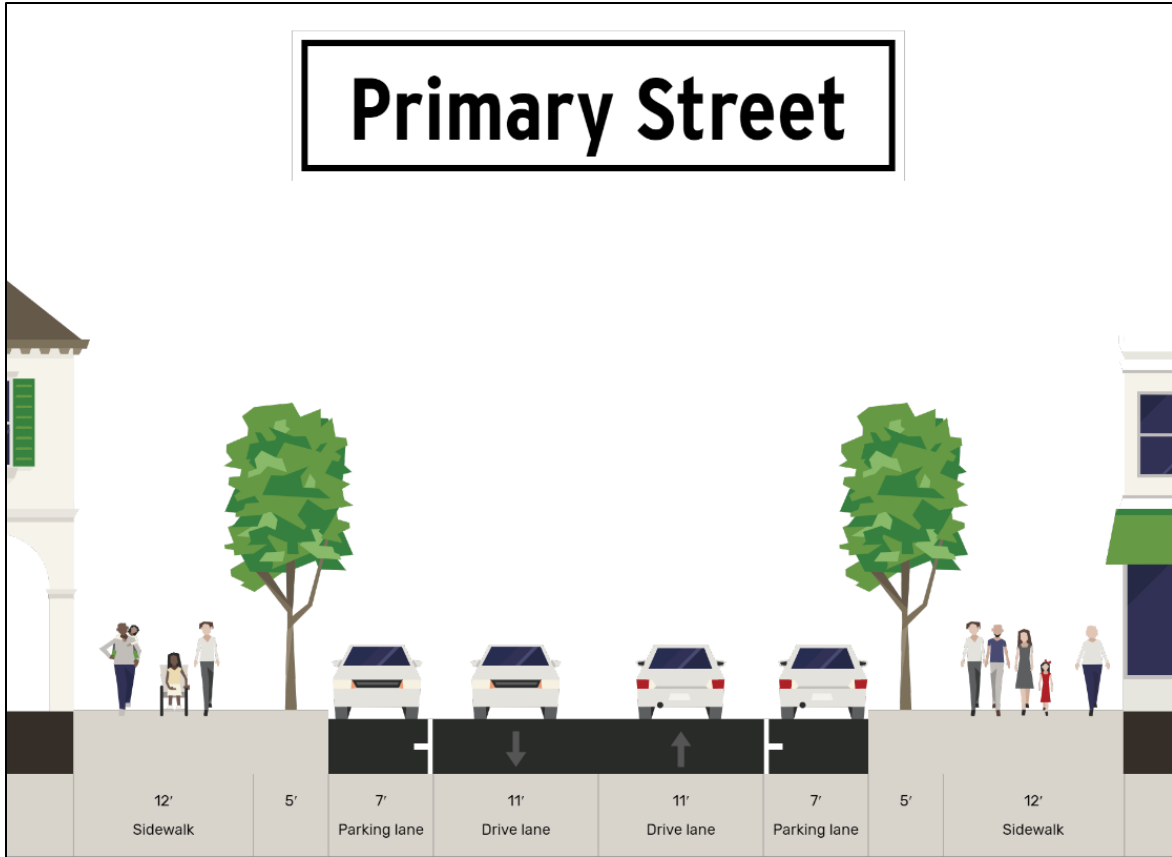 Primary Street
12′ 5′ 7′ 11′ 11′ 7′ 5′ 12′
Sidewalk Parking lane Drive lane Drive lane Parking lane Sidewalk